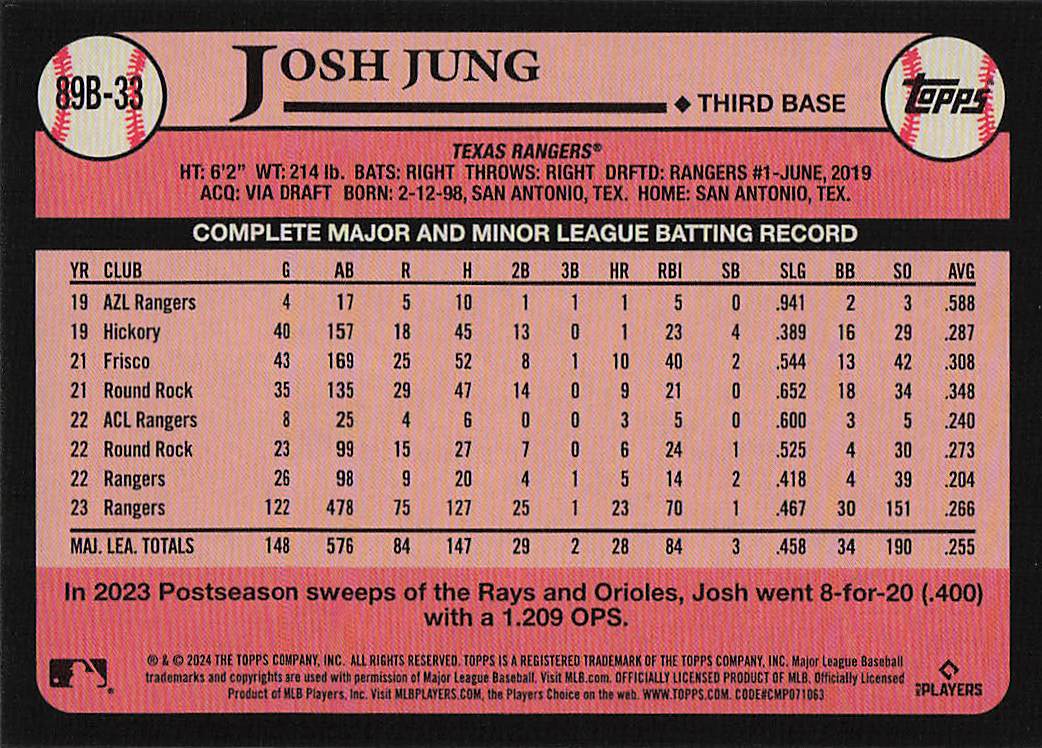 89B-33
JOSH JUNG
◆ THIRD BASE
Topps®
TEXAS RANGERS®
HT: 6'2" WT: 214 lb. BATS: RIGHT THROWS: RIGHT DRFTD: RANGERS #1-JUNE, 2019
ACQ: VIA DRAFT BORN: 2-12-98, SAN ANTONIO, TEX. HOME: SAN ANTONIO, TEX.
COMPLETE MAJOR AND MINOR LEAGUE BATTING RECORD
YR CLUB G AB R H 2B 3B HR RBI SB SLG BB SO AVG
19 AZL Rangers 4 17 5 10 1 1 1 5 0 .941 2 3 .588
19 Hickory 40 157 18 45 13 0 1 23 4 .389 16 29 .287
21 Frisco 43 169 25 52 8 1 10 40 2 .544 13 42 .308
21 Round Rock 35 135 29 47 14 0 9 21 0 .652 18 34 .348
22 ACL Rangers 8 25 4 6 0 0 3 5 0 .600 3 5 .240
22 Round Rock 23 99 15 27 7 0 6 24 1 .525 4 30 .273
22 Rangers 26 98 9 20 4 1 5 14 2 .418 4 39 .204
23 Rangers 122 478 75 127 25 1 23 70 1 .467 30 151 .266
MAJ. LEA. TOTALS 148 576 84 147 29 2 28 84 3 .458 34 190 .255
In 2023 Postseason sweeps of the Rays and Orioles, Josh went 8-for-20 (.400)
with a 1.209 OPS.
® & © 2024 THE TOPPS COMPANY, INC. ALL RIGHTS RESERVED. TOPPS IS A REGISTERED TRADEMARK OF THE TOPPS COMPANY, INC. Major League Baseball
trademarks and copyrights are used with permission of Major League Baseball. Visit MLB.com. OFFICIALLY LICENSED PRODUCT OF MLB. Officially Licensed
Product of MLB Players, Inc. Visit MLBPLAYERS.COM, the Players Choice on the web. WWW.TOPPS.COM. CODE#CMP071063
MLB PLAYERS